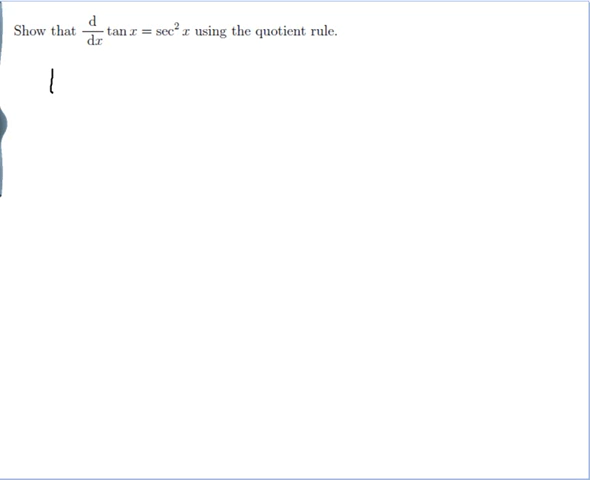 Show that d/dx tan x = sec² x using the quotient rule.